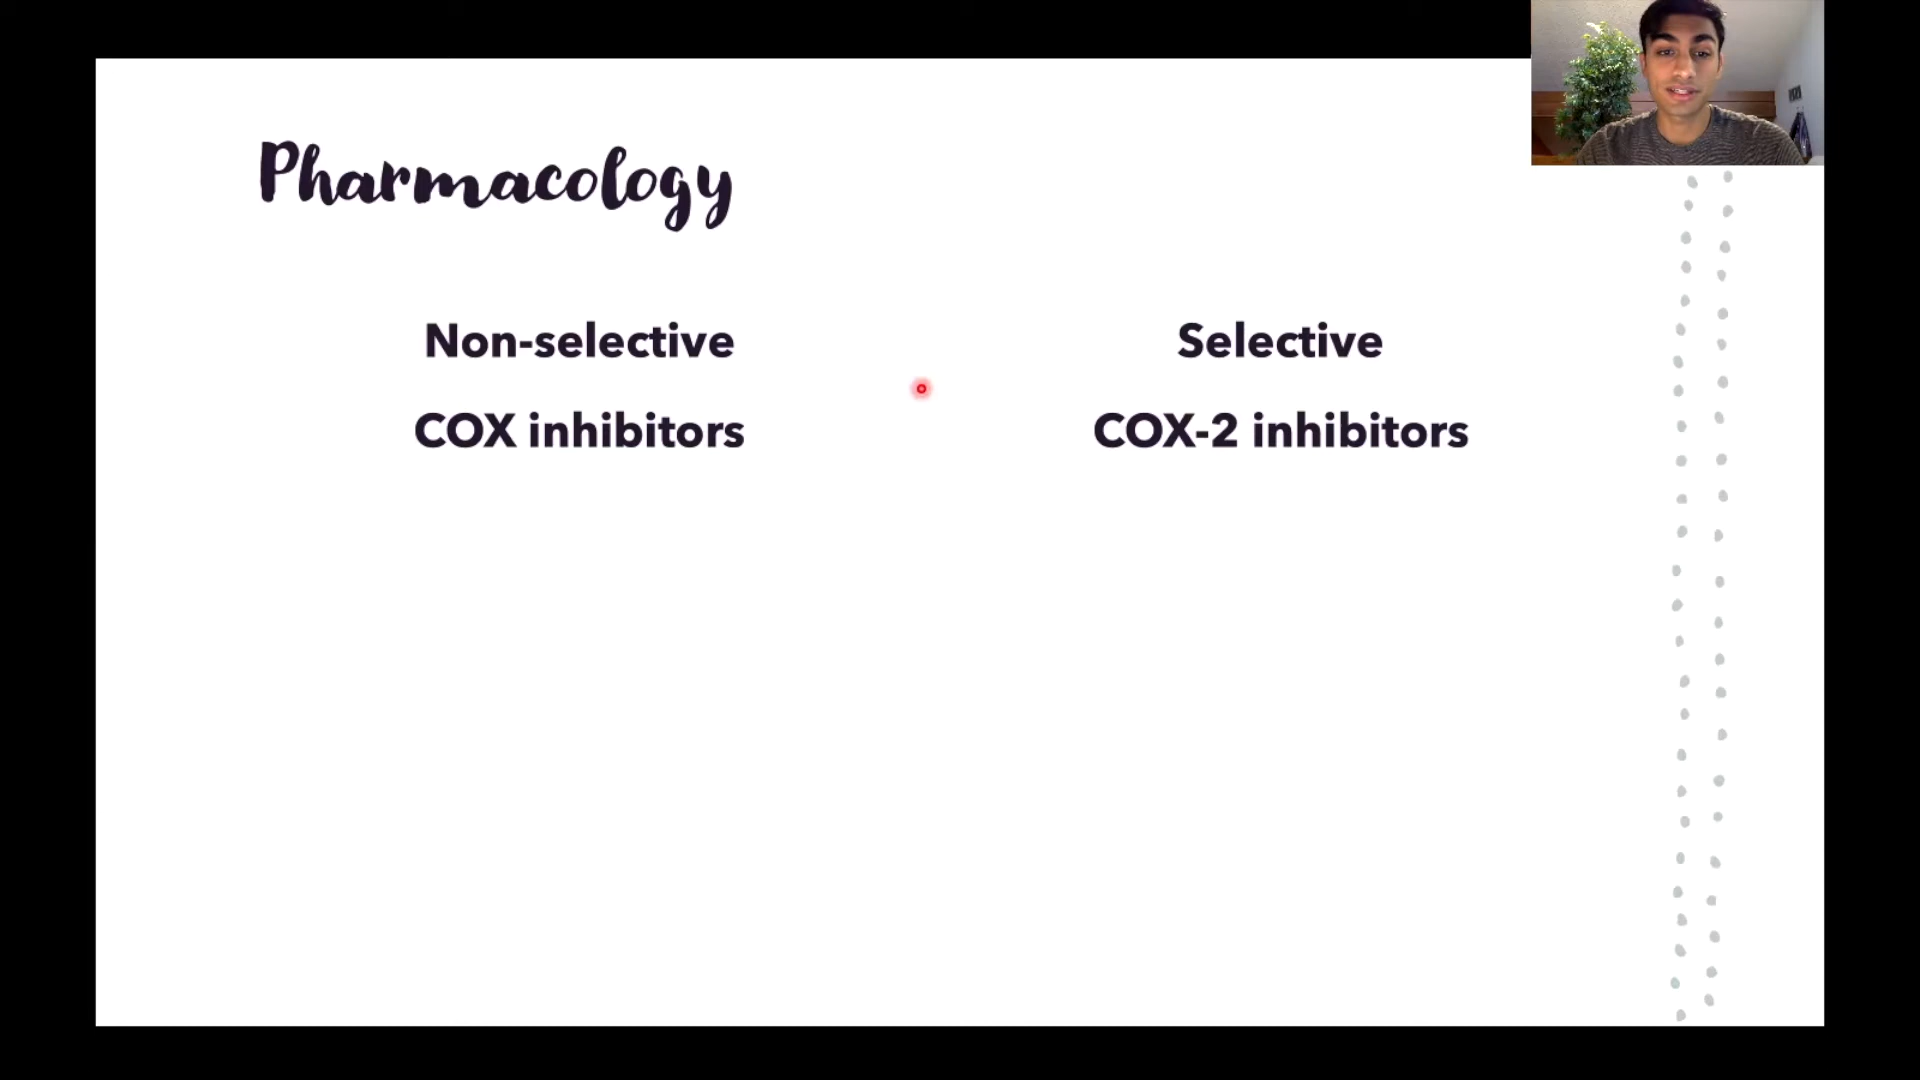 Pharmacology
Non-selective
COX inhibitors
Selective
COX-2 inhibitors